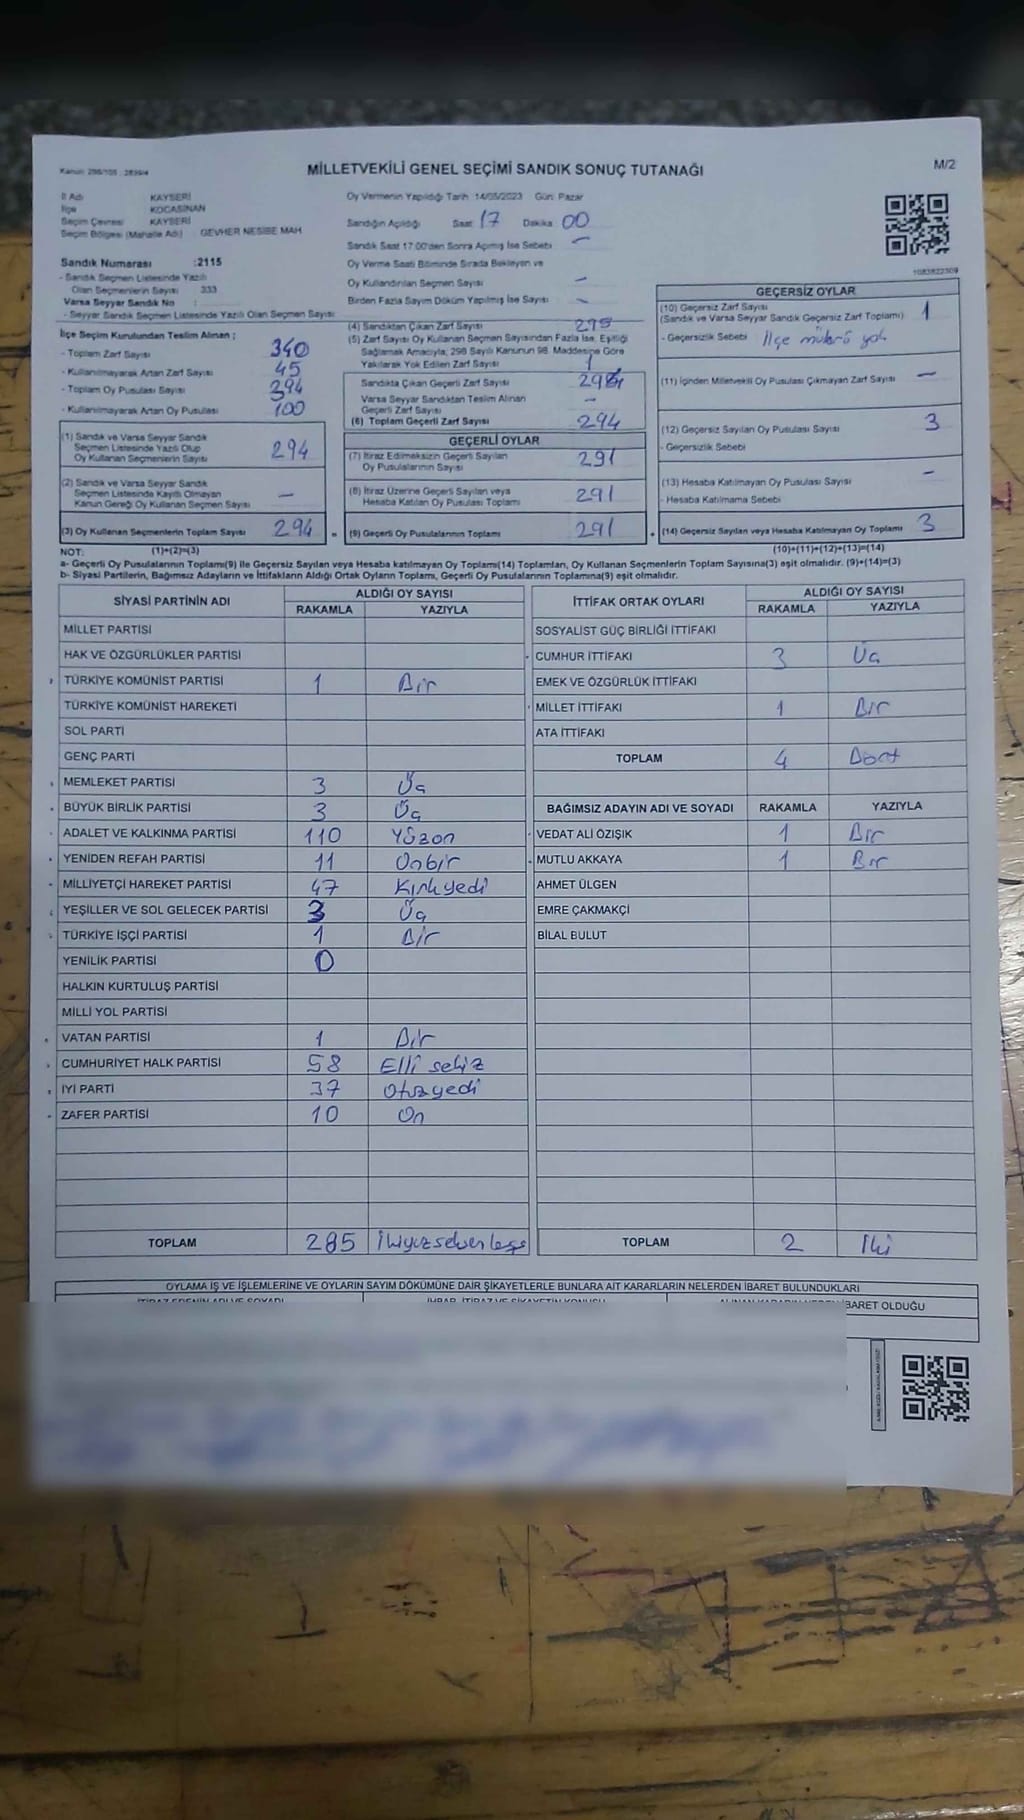 Kanun: 298/105 : 2839/4
MİLLETVEKİLİ GENEL SEÇİMİ SANDIK SONUÇ TUTANAĞI
M/2
İl Adı KAYSERİ
İlçe KOCASİNAN
Seçim Çevresi KAYSERİ
Seçim Bölgesi (Mahalle Adı) GEVHER NESİBE MAH
Sandık Numarası :2115
- Sandık Seçmen Listesinde Yazılı
Olan Seçmenlerin Sayısı 333
Varsa Seyyar Sandık No :
- Seyyar Sandık Seçmen Listesinde Yazılı Olan Seçmen Sayısı
Oy Vermenin Yapıldığı Tarih :14/05/2023 Gün: Pazar
Sandığın Açıldığı Saat 17 Dakika 00
Sandık Saat 17:00'den Sonra Açılmış İse Sebebi –
Oy Verme Saati Bitiminde Sırada Bekleyen ve
Oy Kullandırılan Seçmen Sayısı –
Birden Fazla Sayım Döküm Yapılmış İse Sayısı –
1083822309
İlçe Seçim Kurulundan Teslim Alınan ;
- Toplam Zarf Sayısı 340
- Kullanılmayarak Artan Zarf Sayısı 45
- Toplam Oy Pusulası Sayısı 394
- Kullanılmayarak Artan Oy Pusulası 100
(1) Sandık ve Varsa Seyyar Sandık
Seçmen Listesinde Yazılı Olup
Oy Kullanan Seçmenlerin Sayısı 294
(2) Sandık ve Varsa Seyyar Sandık
Seçmen Listesinde Kayıtlı Olmayan
Kanun Gereği Oy Kullanan Seçmen Sayısı –
(3) Oy Kullanan Seçmenlerin Toplam Sayısı 294 =
(4) Sandıktan Çıkan Zarf Sayısı 295
(5) Zarf Sayısı Oy Kullanan Seçmen Sayısından Fazla İse, Eşitliği
Sağlamak Amacıyla, 298 Sayılı Kanunun 98. Maddesine Göre
Yakılarak Yok Edilen Zarf Sayısı 1
Sandıkta Çıkan Geçerli Zarf Sayısı 294
Varsa Seyyar Sandıktan Teslim Alınan
Geçerli Zarf Sayısı –
(6) Toplam Geçerli Zarf Sayısı 294
GEÇERLİ OYLAR
(7) İtiraz Edilmeksizin Geçerli Sayılan
Oy Pusulalarının Sayısı 291
(8) İtiraz Üzerine Geçerli Sayılan veya
Hesaba Katılan Oy Pusulası Toplamı 291
(9) Geçerli Oy Pusulalarının Toplamı 291 +
GEÇERSİZ OYLAR
(10) Geçersiz Zarf Sayısı
(Sandık ve Varsa Seyyar Sandık Geçersiz Zarf Toplamı) 1
- Geçersizlik Sebebi İlçe mührü yok
(11) İçinden Milletvekili Oy Pusulası Çıkmayan Zarf Sayısı –
(12) Geçersiz Sayılan Oy Pusulası Sayısı 3
- Geçersizlik Sebebi
(13) Hesaba Katılmayan Oy Pusulası Sayısı –
- Hesaba Katılmama Sebebi
(14) Geçersiz Sayılan veya Hesaba Katılmayan Oy Toplamı 3
NOT: (1)+(2)=(3) (10)+(11)+(12)+(13)=(14)
a- Geçerli Oy Pusulalarının Toplamı(9) ile Geçersiz Sayılan veya Hesaba katılmayan Oy Toplamı(14) Toplamları, Oy Kullanan Seçmenlerin Toplam Sayısına(3) eşit olmalıdır. (9)+(14)=(3)
b- Siyasi Partilerin, Bağımsız Adayların ve İttifakların Aldığı Ortak Oyların Toplamı, Geçerli Oy Pusulalarının Toplamına(9) eşit olmalıdır.
SİYASİ PARTİNİN ADI ALDIĞI OY SAYISI
RAKAMLA YAZIYLA
MİLLET PARTİSİ
HAK VE ÖZGÜRLÜKLER PARTİSİ
TÜRKİYE KOMÜNİST PARTİSİ 1 Bir
TÜRKİYE KOMÜNİST HAREKETİ
SOL PARTİ
GENÇ PARTİ
MEMLEKET PARTİSİ 3 Üç
BÜYÜK BİRLİK PARTİSİ 3 Üç
ADALET VE KALKINMA PARTİSİ 110 Yüzon
YENİDEN REFAH PARTİSİ 11 Onbir
MİLLİYETÇİ HAREKET PARTİSİ 47 Kırkyedi
YEŞİLLER VE SOL GELECEK PARTİSİ 3 Üç
TÜRKİYE İŞÇİ PARTİSİ 1 Bir
YENİLİK PARTİSİ 0
HALKIN KURTULUŞ PARTİSİ
MİLLİ YOL PARTİSİ
VATAN PARTİSİ 1 Bir
CUMHURİYET HALK PARTİSİ 58 Elli sekiz
İYİ PARTİ 37 Otuzyedi
ZAFER PARTİSİ 10 On
TOPLAM 285 İkiyüzseksenbeş
İTTİFAK ORTAK OYLARI ALDIĞI OY SAYISI
RAKAMLA YAZIYLA
SOSYALİST GÜÇ BİRLİĞİ İTTİFAKI
CUMHUR İTTİFAKI 3 Üç
EMEK VE ÖZGÜRLÜK İTTİFAKI
MİLLET İTTİFAKI 1 Bir
ATA İTTİFAKI
TOPLAM 4 Dört
BAĞIMSIZ ADAYIN ADI VE SOYADI RAKAMLA YAZIYLA
VEDAT ALİ ÖZIŞIK 1 Bir
MUTLU AKKAYA 1 Bir
AHMET ÜLGEN
EMRE ÇAKMAKÇİ
BİLAL BULUT
TOPLAM 2 İki
OYLAMA İŞ VE İŞLEMLERİNE VE OYLARIN SAYIM DÖKÜMÜNE DAİR ŞİKAYETLERLE BUNLARA AİT KARARLARIN NELERDEN İBARET BULUNDUKLARI
İTİRAZ EDENİN ADI VE SOYADI İHBAR, İTİRAZ VE ŞİKAYETİN KONUSU ALINAN KARARIN NEDEN İBARET OLDUĞU